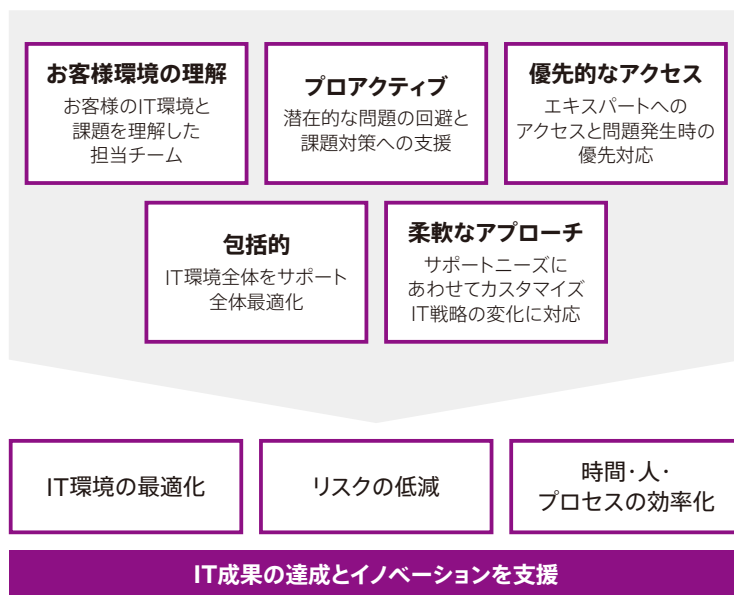 お客様環境の理解
お客様のIT環境と
課題を理解した
担当チーム
プロアクティブ
潜在的な問題の回避と
課題対策への支援
優先的なアクセス
エキスパートへの
アクセスと問題発生時の
優先対応
包括的
IT環境全体をサポート
全体最適化
柔軟なアプローチ
サポートニーズに
あわせてカスタマイズ
IT戦略の変化に対応
IT環境の最適化
リスクの低減
時間・人・
プロセスの効率化
IT成果の達成とイノベーションを支援